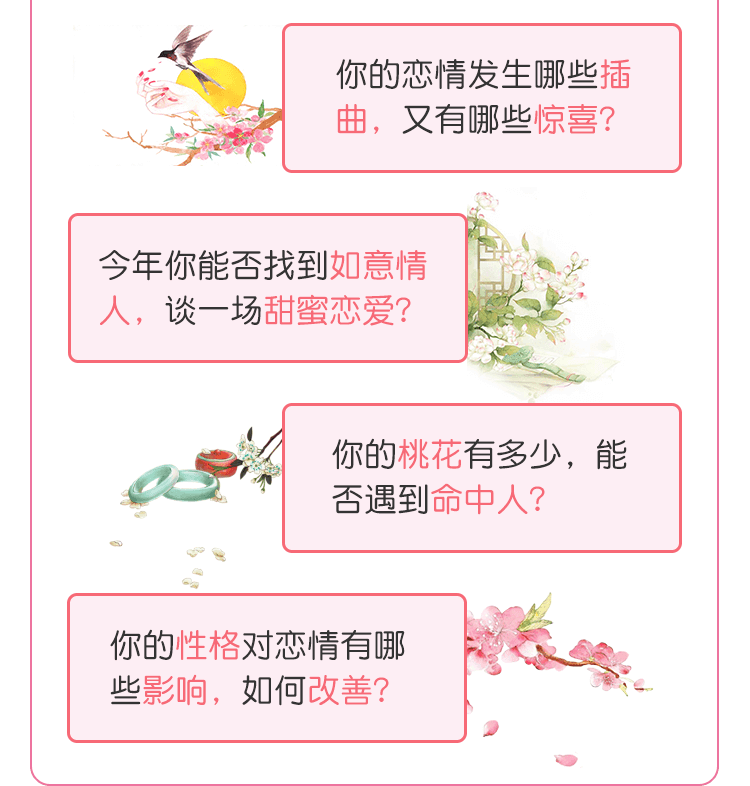 你的恋情发生哪些插
曲，又有哪些惊喜？
今年你能否找到如意情
人，谈一场甜蜜恋爱？
你的桃花有多少，能
否遇到命中人？
你的性格对恋情有哪
些影响，如何改善？